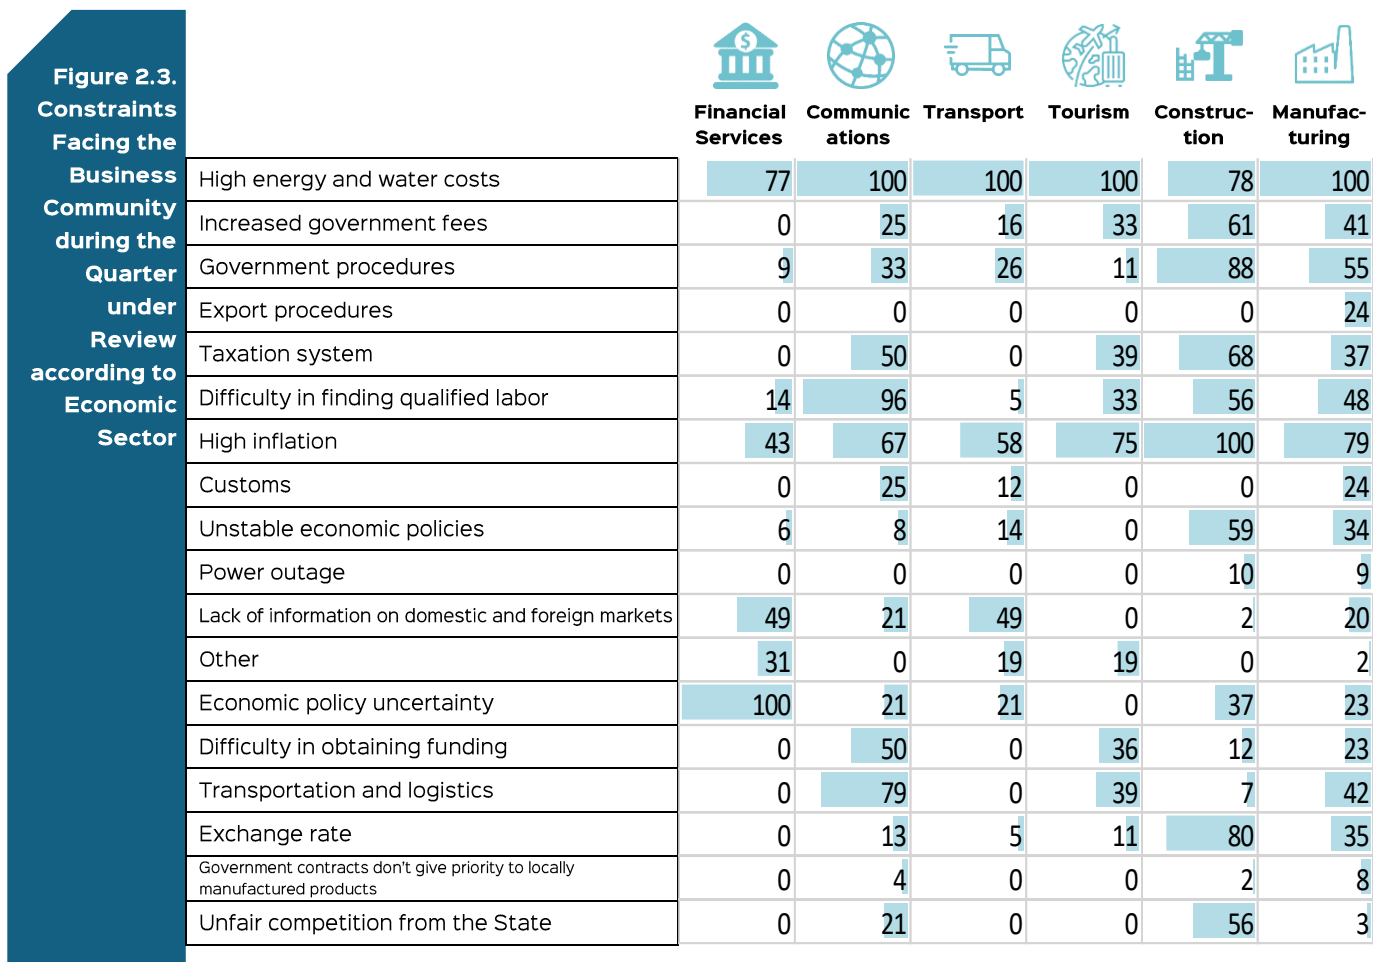 Figure 2.3.
Constraints
Facing the
Business
Community
during the
Quarter
under
Review
according to
Economic
Sector
$
Financial Services Communic ations Transport Tourism Construc- tion Manufac- turing
High energy and water costs 77 100 100 100 78 100
Increased government fees 0 25 16 33 61 41
Government procedures 9 33 26 11 88 55
Export procedures 0 0 0 0 0 24
Taxation system 0 50 0 39 68 37
Difficulty in finding qualified labor 14 96 5 33 56 48
High inflation 43 67 58 75 100 79
Customs 0 25 12 0 0 24
Unstable economic policies 6 8 14 0 59 34
Power outage 0 0 0 0 10 9
Lack of information on domestic and foreign markets 49 21 49 0 2 20
Other 31 0 19 19 0 2
Economic policy uncertainty 100 21 21 0 37 23
Difficulty in obtaining funding 0 50 0 36 12 23
Transportation and logistics 0 79 0 39 7 42
Exchange rate 0 13 5 11 80 35
Government contracts don't give priority to locally
manufactured products 0 4 0 0 2 8
Unfair competition from the State 0 21 0 0 56 3